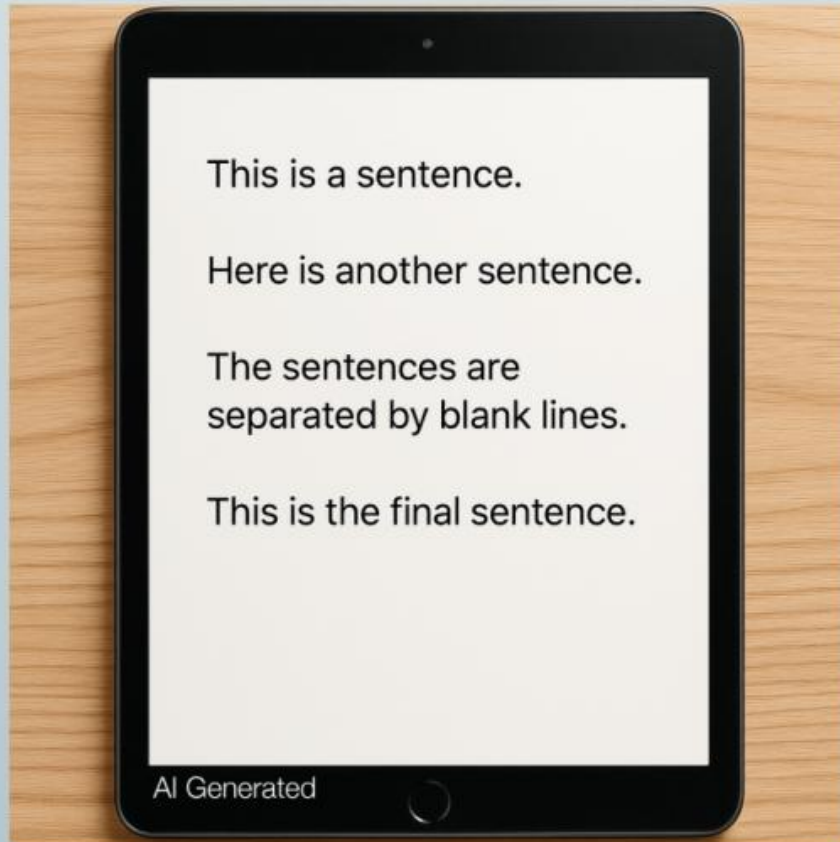 This is a sentence.
Here is another sentence.
The sentences are
separated by blank lines.
This is the final sentence.
AI Generated